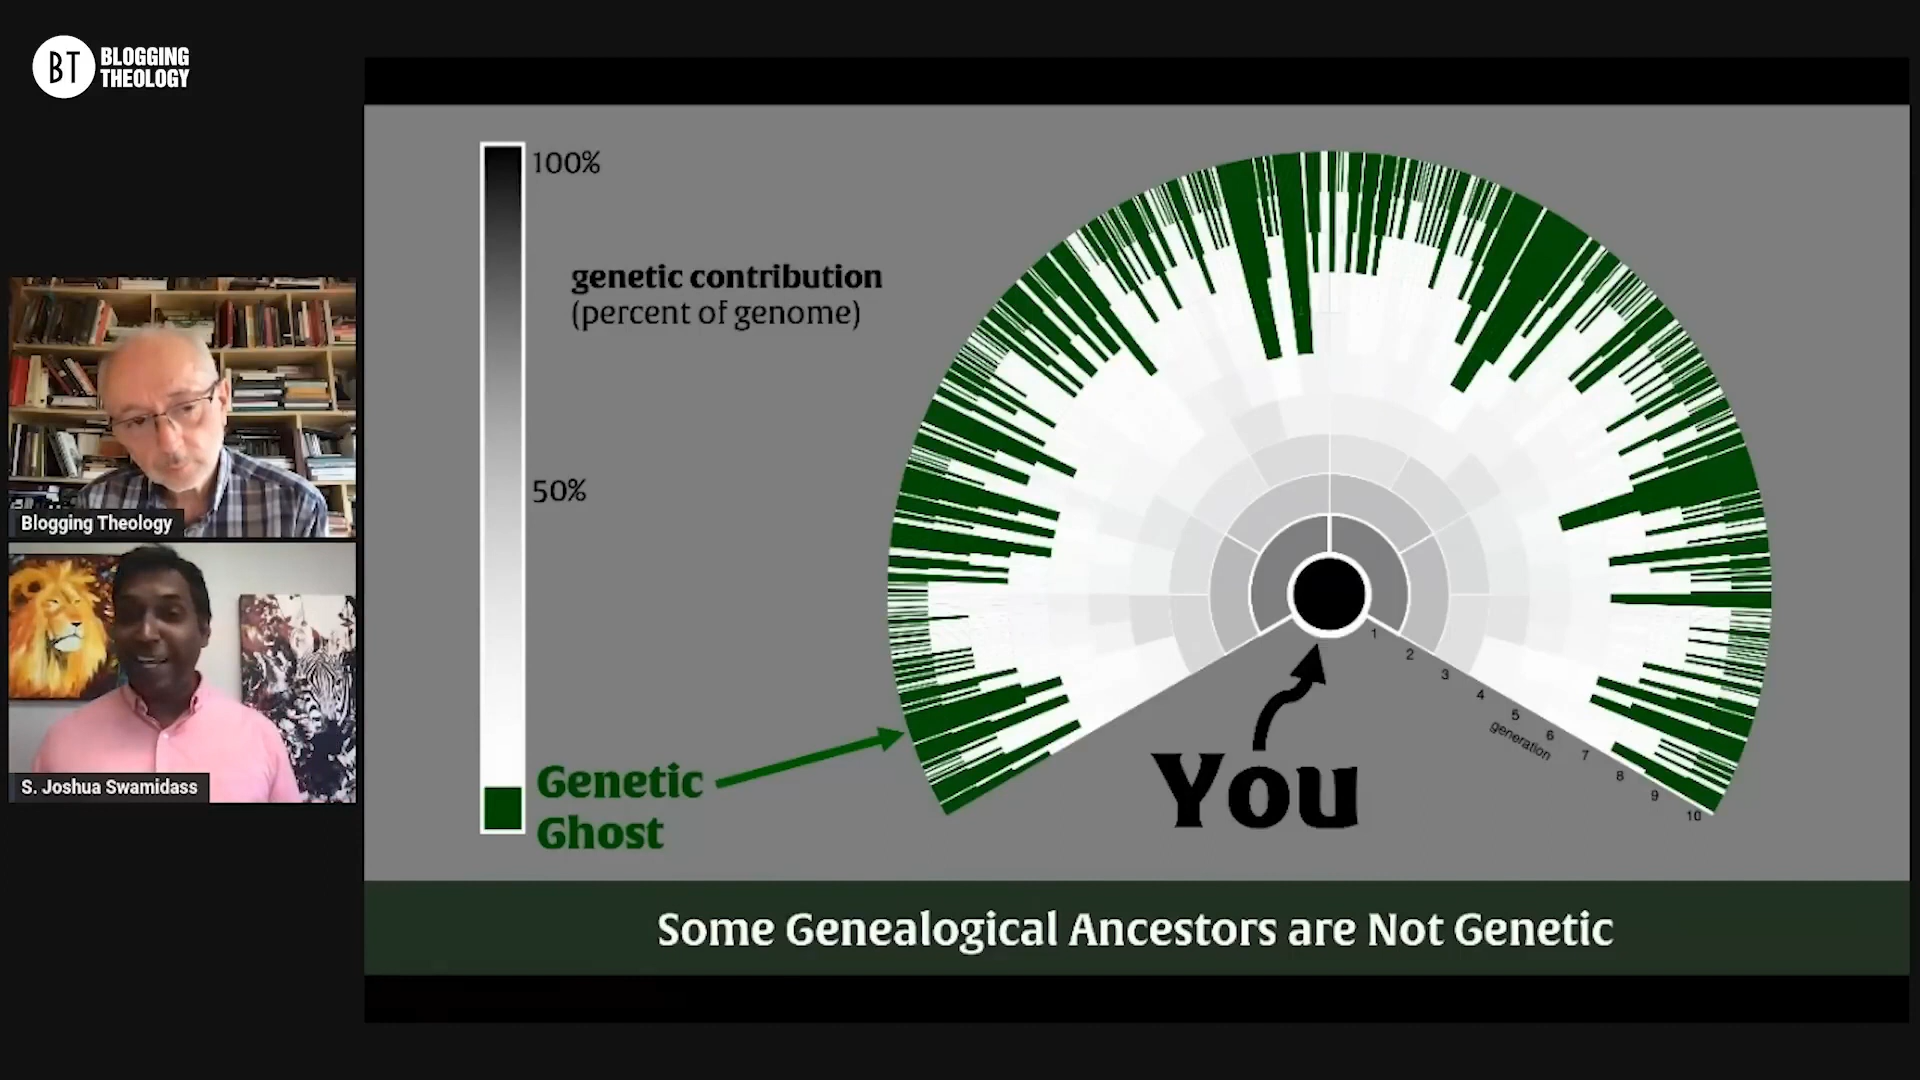 BT BLOGGING
THEOLOGY
100%
genetic contribution
(percent of genome)
50%
Genetic
Ghost
You
1
2
3
4
5
6
7
8
9
10
generation
Blogging Theology
S. Joshua Swamidass
Some Genealogical Ancestors are Not Genetic